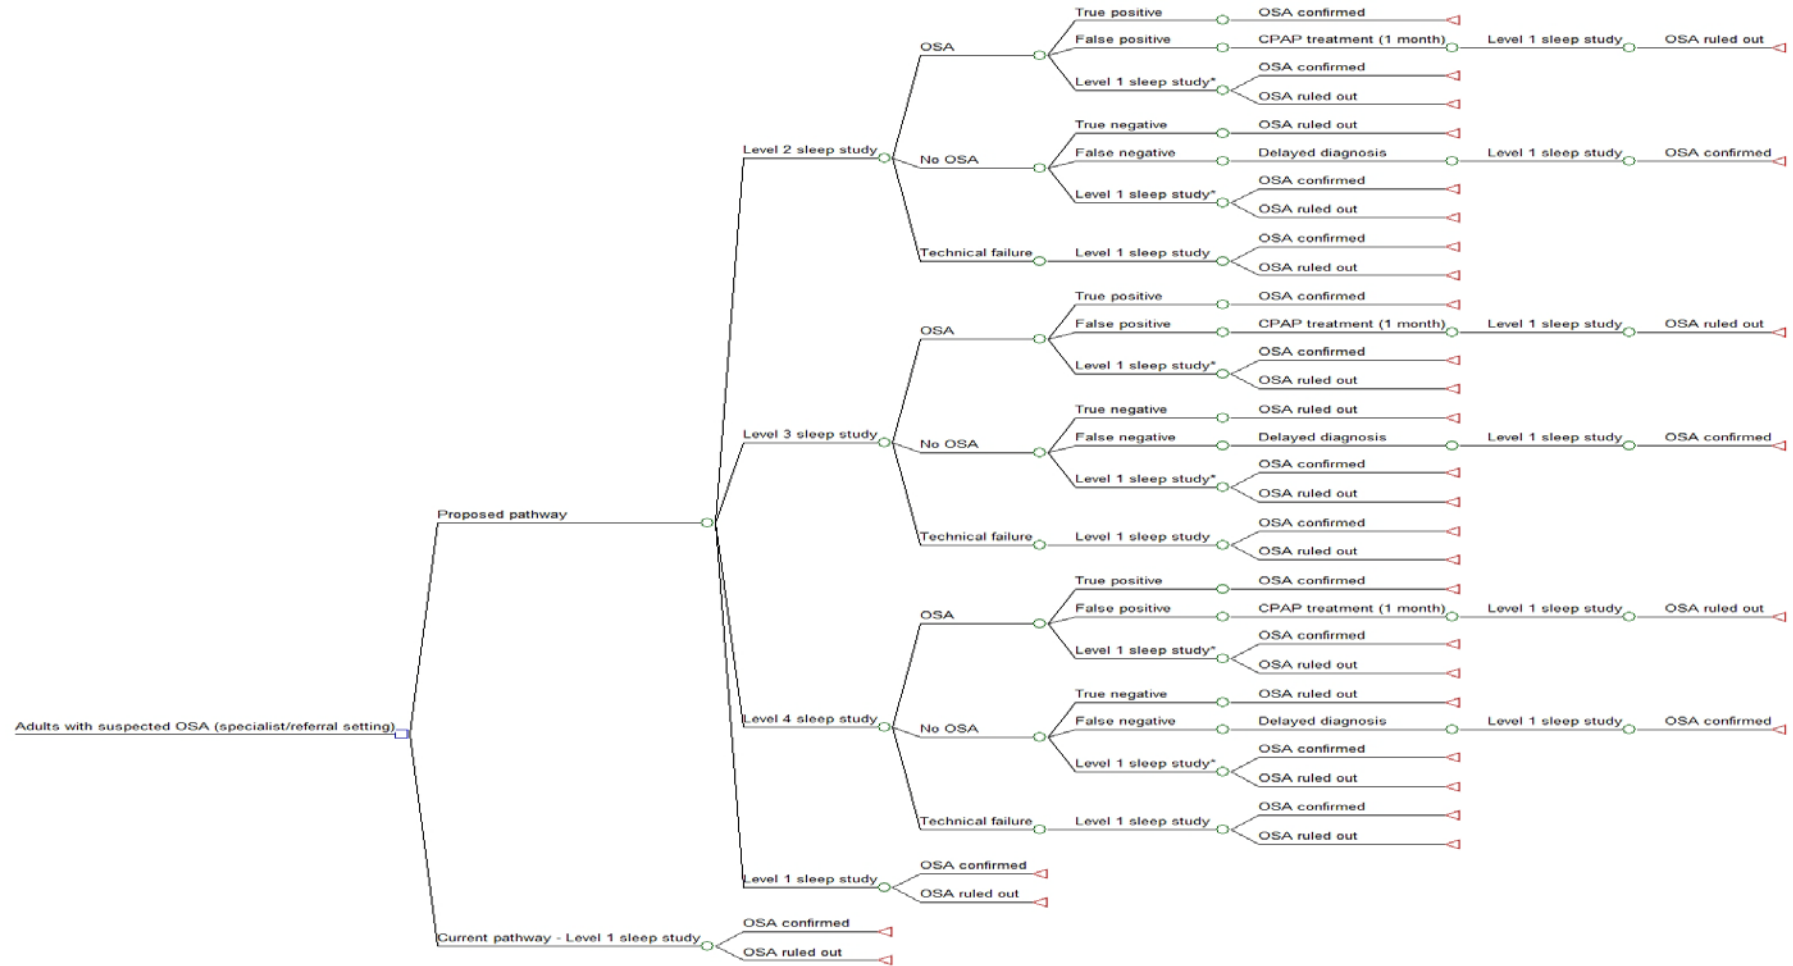 True positive OSA confirmed
False positive CPAP treatment (1 month) Level 1 sleep study OSA ruled out
OSA
OSA confirmed
Level 1 sleep study*
OSA ruled out
True negative OSA ruled out
Level 2 sleep study
No OSA
False negative Delayed diagnosis Level 1 sleep study OSA confirmed
OSA confirmed
Level 1 sleep study*
OSA ruled out
OSA confirmed
Technical failure Level 1 sleep study
OSA ruled out
True positive OSA confirmed
False positive CPAP treatment (1 month) Level 1 sleep study OSA ruled out
OSA
OSA confirmed
Level 1 sleep study*
OSA ruled out
True negative OSA ruled out
Level 3 sleep study
No OSA
False negative Delayed diagnosis Level 1 sleep study OSA confirmed
OSA confirmed
Level 1 sleep study*
OSA ruled out
Proposed pathway
OSA confirmed
Technical failure Level 1 sleep study
OSA ruled out
True positive OSA confirmed
False positive CPAP treatment (1 month) Level 1 sleep study OSA ruled out
OSA
OSA confirmed
Level 1 sleep study*
OSA ruled out
True negative OSA ruled out
Level 4 sleep study
No OSA
False negative Delayed diagnosis Level 1 sleep study OSA confirmed
Adults with suspected OSA (specialist/referral setting)
OSA confirmed
Level 1 sleep study*
OSA ruled out
OSA confirmed
Technical failure Level 1 sleep study
OSA ruled out
OSA confirmed
Level 1 sleep study
OSA ruled out
OSA confirmed
Current pathway - Level 1 sleep study
OSA ruled out